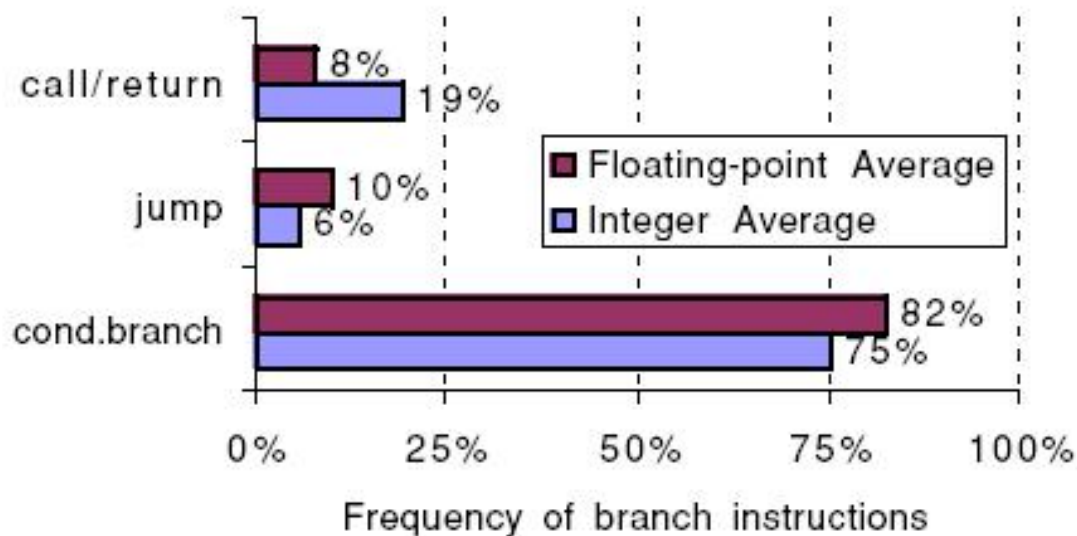 call/return
8%
19%
jump
10%
6%
Floating-point Average
Integer Average
cond.branch
82%
75%
0% 25% 50% 75% 100%
Frequency of branch instructions